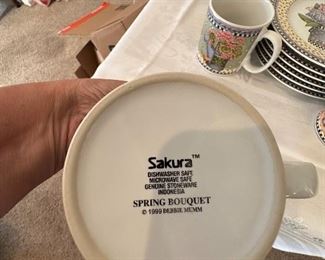 Sakura™
DISHWASHER SAFE
MICROWAVE SAFE
GENUINE STONEWARE
INDONESIA
SPRING BOUQUET
© 1999 DEBBIE MUMM